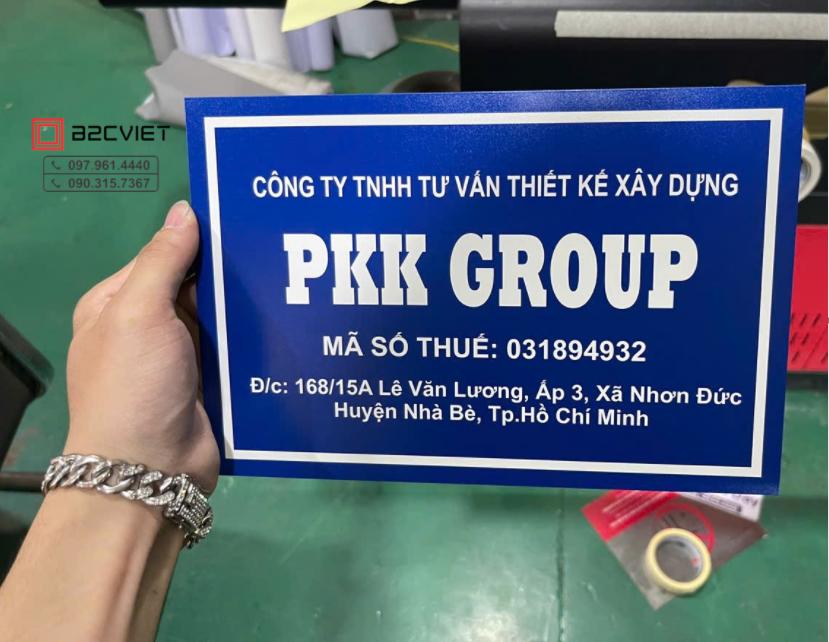 B2CVIET
097.961.4440
090.315.7367
CÔNG TY TNHH TƯ VẤN THIẾT KẾ XÂY DỰNG
PKK GROUP
MÃ SỐ THUẾ: 031894932
Đ/c: 168/15A Lê Văn Lương, Ấp 3, Xã Nhơn Đức
Huyện Nhà Bè, Tp.Hồ Chí Minh